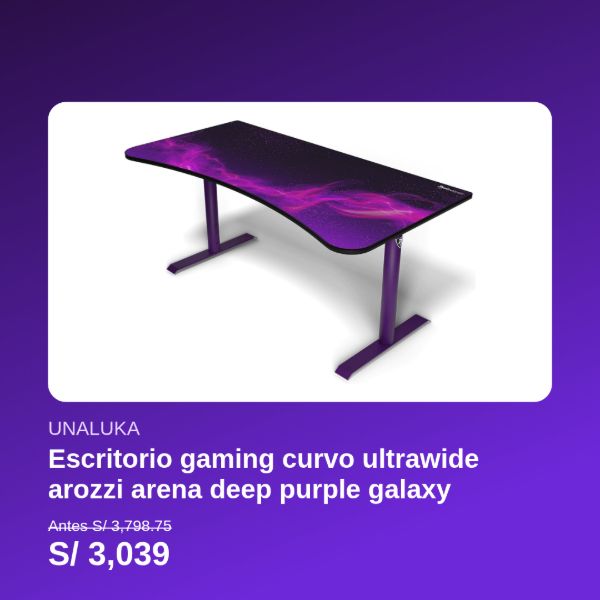 UNALUKA
Escritorio gaming curvo ultrawide
arozzi arena deep purple galaxy
Antes S/ 3,798.75
S/ 3,039